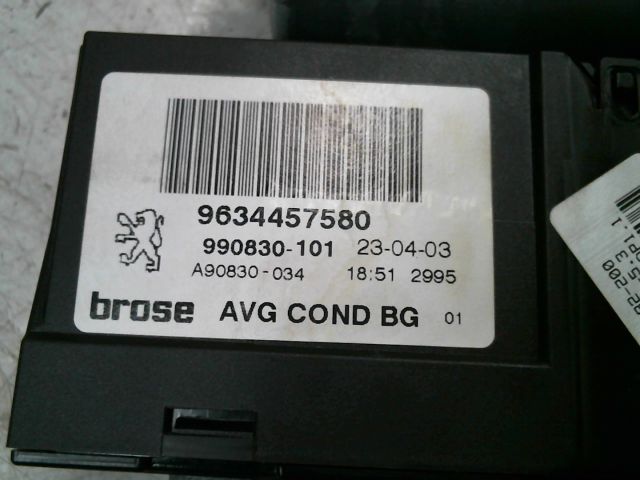 9634457580
990830-101 23-04-03
A90830-034 18:51 2995
brose AVG COND BG 01